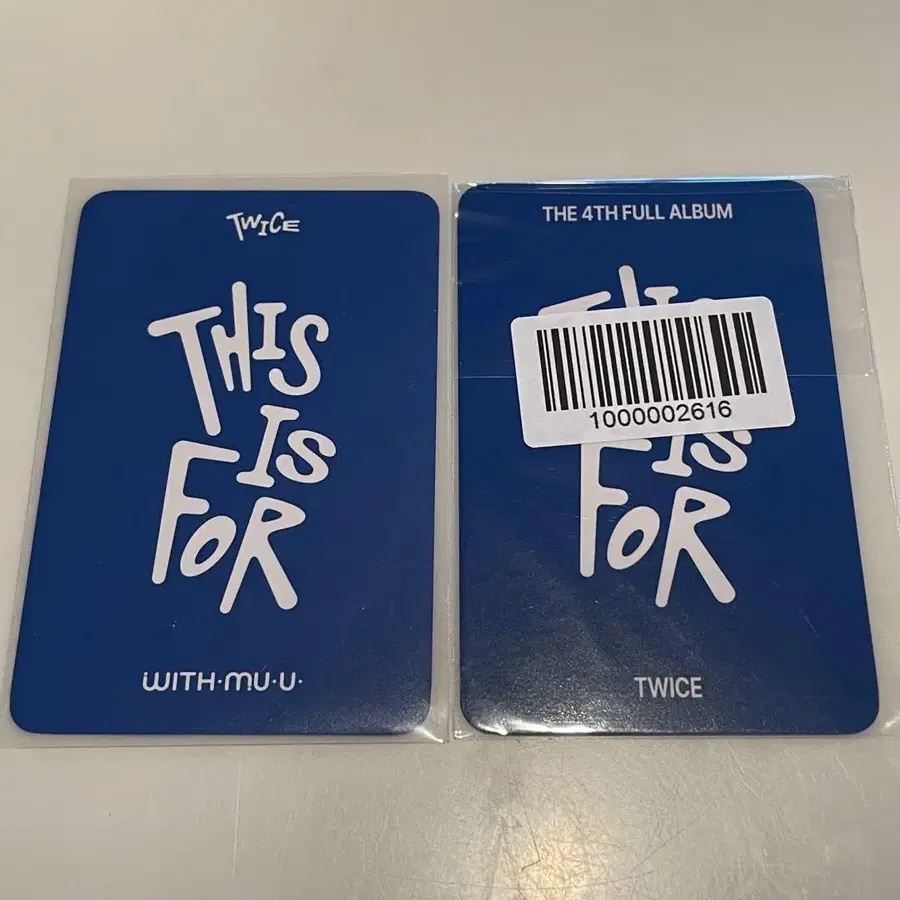 TWICE
THIS
IS
FOR
WITH·MU·U·
THE 4TH FULL ALBUM
1000002616
IS
FOR
TWICE